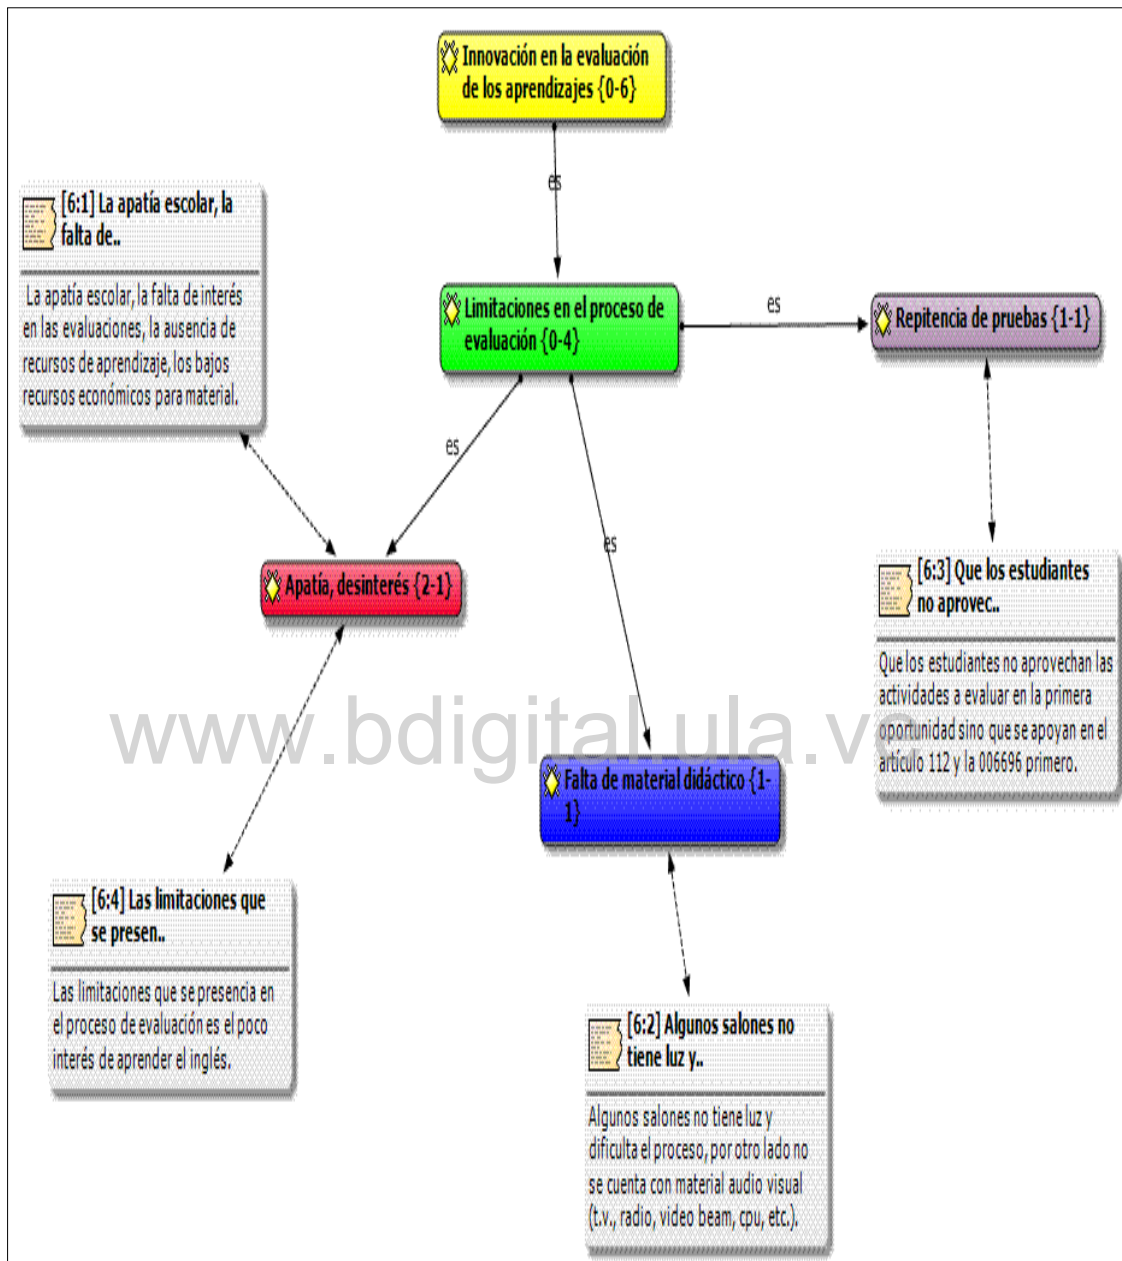 Innovación en la evaluación
de los aprendizajes {0-6}
es
[6:1] La apatía escolar, la
falta de..
La apatía escolar, la falta de interés
en las evaluaciones, la ausencia de
recursos de aprendizaje, los bajos
recursos económicos para material.
Limitaciones en el proceso de
evaluación {0-4}
es
Repitencia de pruebas {1-1}
es
es
Apatía, desinterés {2-1}
[6:3] Que los estudiantes
no aprovec..
Que los estudiantes no aprovechan las
actividades a evaluar en la primera
oportunidad sino que se apoyan en el
artículo 112 y la 006696 primero.
www.bdigital.ula.ve
Falta de material didáctico {1-
1}
[6:4] Las limitaciones que
se presen..
Las limitaciones que se presencia en
el proceso de evaluación es el poco
interés de aprender el inglés.
[6:2] Algunos salones no
tiene luz y..
Algunos salones no tiene luz y
dificulta el proceso, por otro lado no
se cuenta con material audio visual
(t.v., radio, video beam, cpu, etc.).